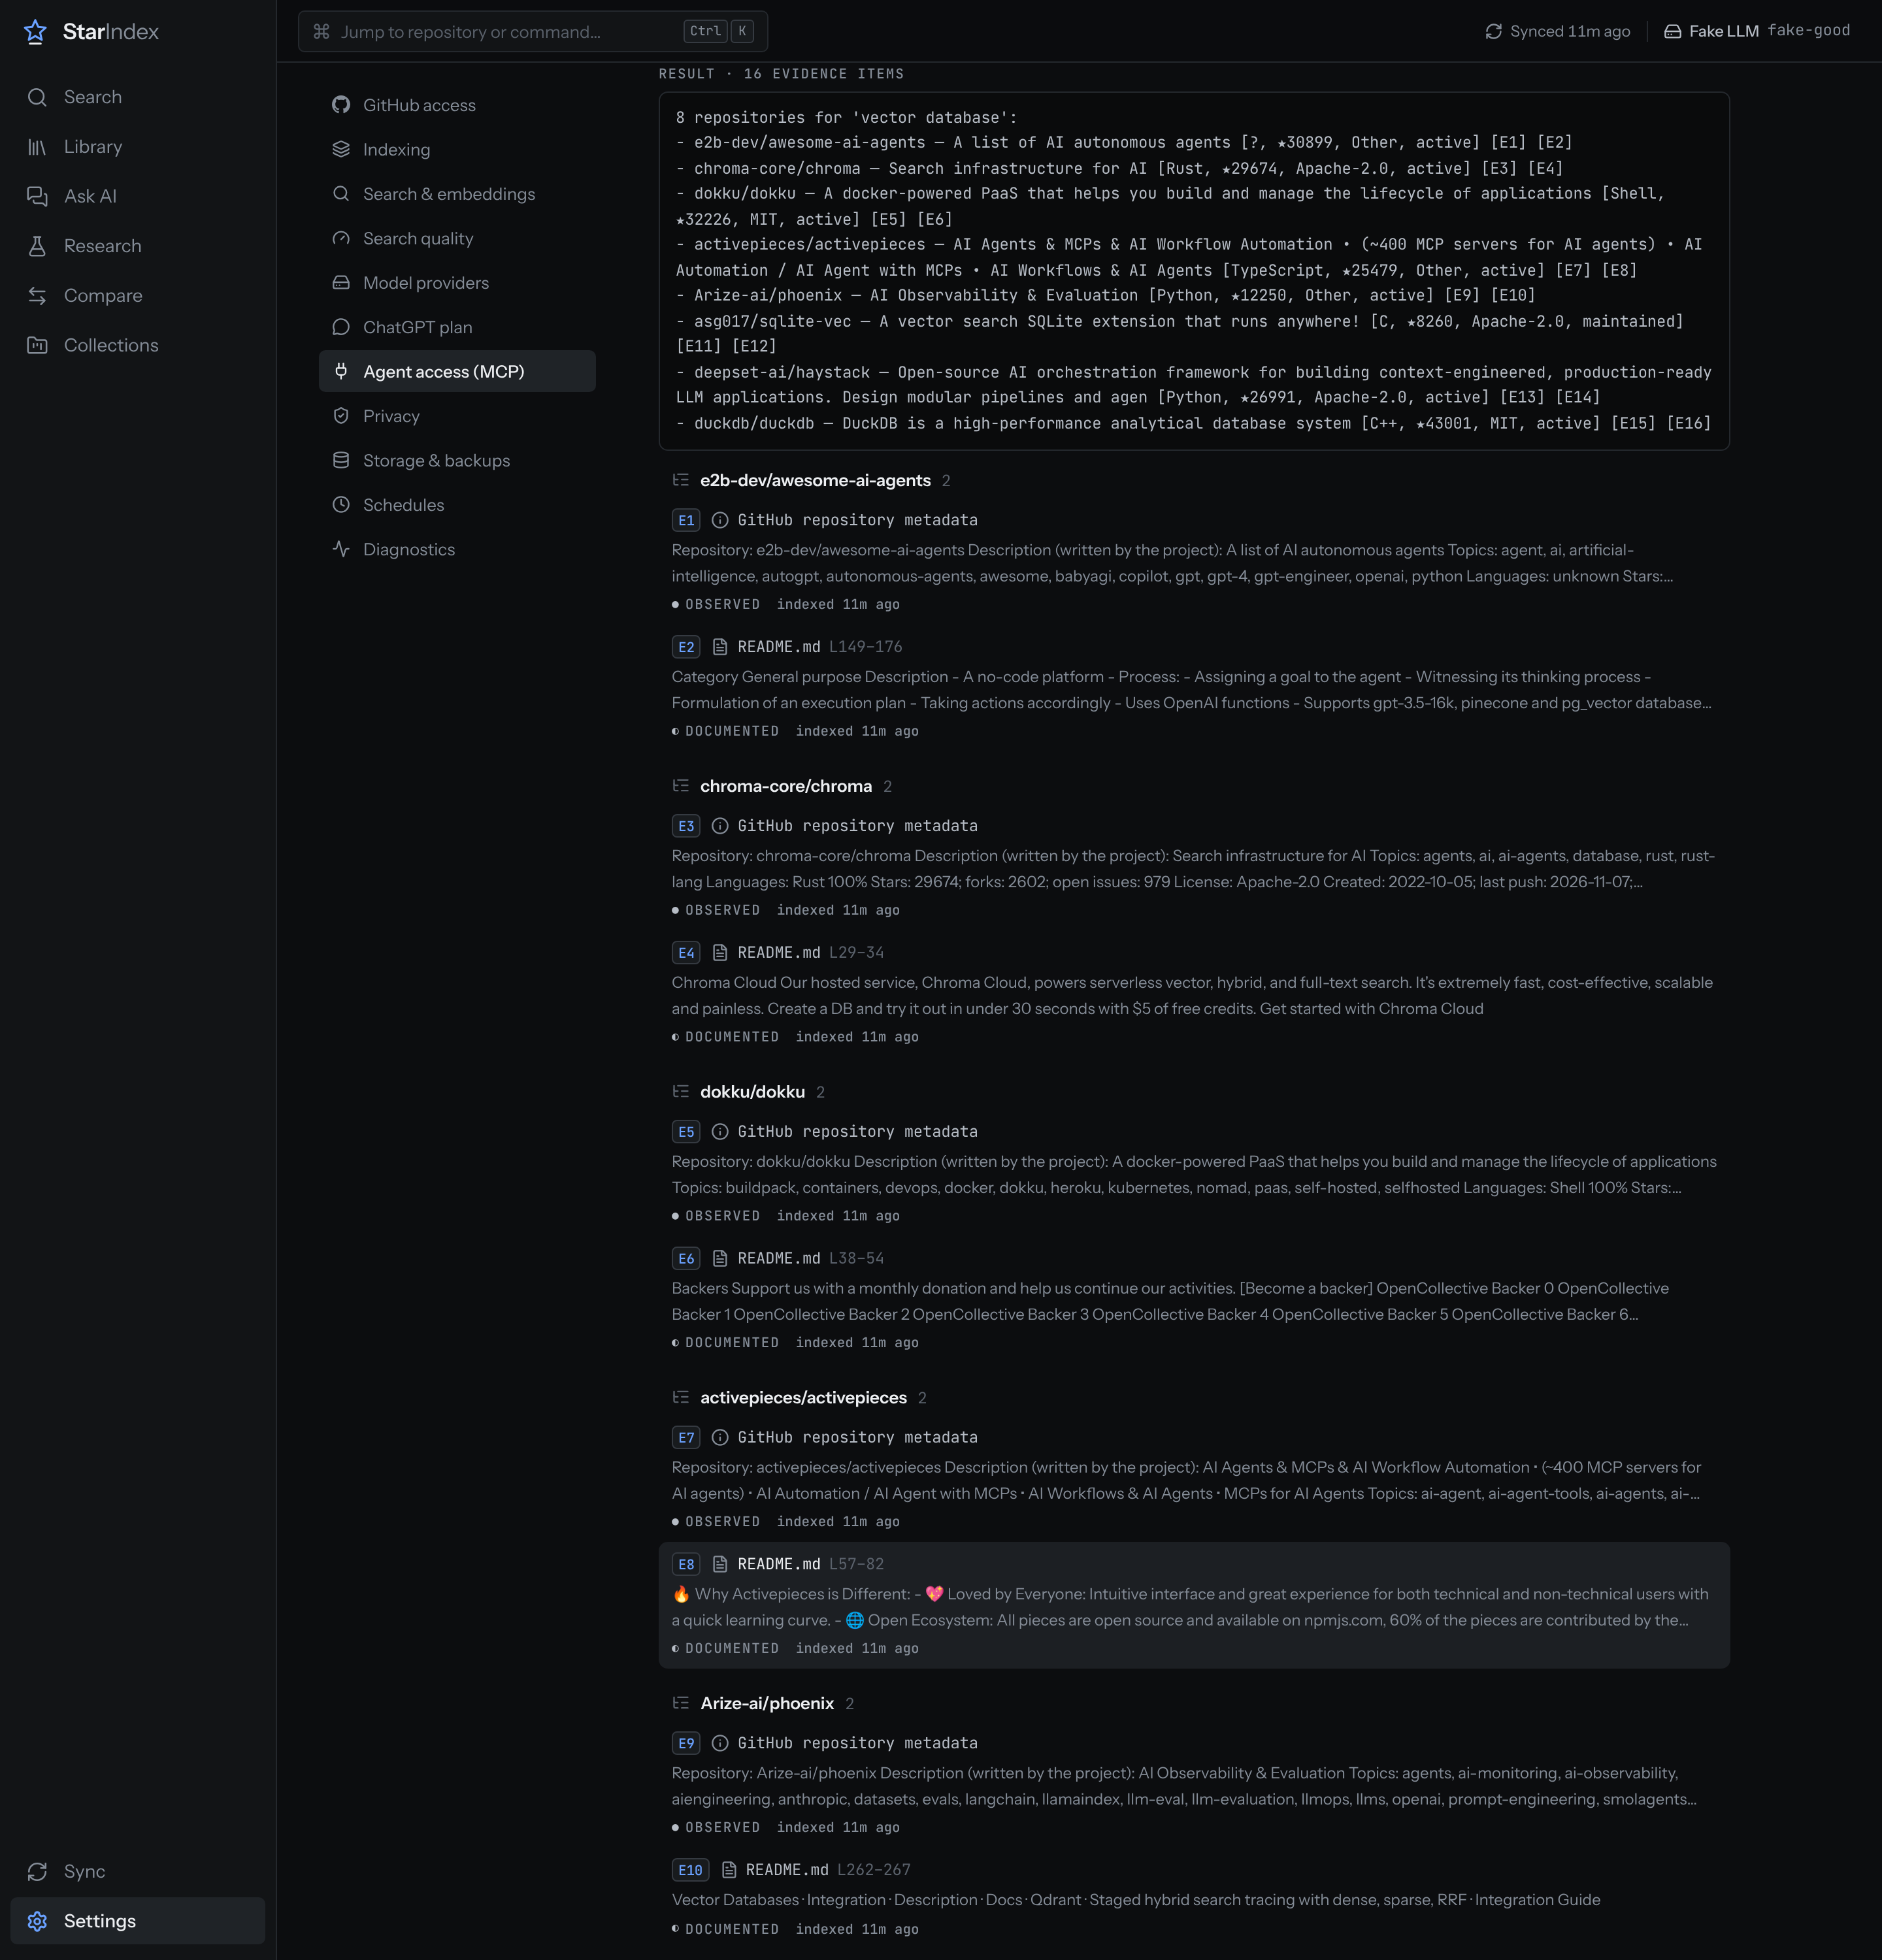 StarIndex
Search
Library
Ask AI
Research
Compare
Collections
Sync
Settings
Jump to repository or command...
Ctrl K
Synced 11m ago
Fake LLM fake-good
GitHub access
Indexing
Search & embeddings
Search quality
Model providers
ChatGPT plan
Agent access (MCP)
Privacy
Storage & backups
Schedules
Diagnostics
RESULT · 16 EVIDENCE ITEMS
8 repositories for 'vector database':
- e2b-dev/awesome-ai-agents — A list of AI autonomous agents [?, ★30899, Other, active] [E1] [E2]
- chroma-core/chroma — Search infrastructure for AI [Rust, ★29674, Apache-2.0, active] [E3] [E4]
- dokku/dokku — A docker-powered PaaS that helps you build and manage the lifecycle of applications [Shell,
★32226, MIT, active] [E5] [E6]
- activepieces/activepieces — AI Agents & MCPs & AI Workflow Automation • (~400 MCP servers for AI agents) • AI
Automation / AI Agent with MCPs • AI Workflows & AI Agents [TypeScript, ★25479, Other, active] [E7] [E8]
- Arize-ai/phoenix — AI Observability & Evaluation [Python, ★12250, Other, active] [E9] [E10]
- asg017/sqlite-vec — A vector search SQLite extension that runs anywhere! [C, ★8260, Apache-2.0, maintained]
[E11] [E12]
- deepset-ai/haystack — Open-source AI orchestration framework for building context-engineered, production-ready
LLM applications. Design modular pipelines and agen [Python, ★26991, Apache-2.0, active] [E13] [E14]
- duckdb/duckdb — DuckDB is a high-performance analytical database system [C++, ★43001, MIT, active] [E15] [E16]
e2b-dev/awesome-ai-agents 2
E1 GitHub repository metadata
Repository: e2b-dev/awesome-ai-agents Description (written by the project): A list of AI autonomous agents Topics: agent, ai, artificial-
intelligence, autogpt, autonomous-agents, awesome, babyagi, copilot, gpt, gpt-4, gpt-engineer, openai, python Languages: unknown Stars:...
OBSERVED indexed 11m ago
E2 README.md L149–176
Category General purpose Description - A no-code platform - Process: - Assigning a goal to the agent - Witnessing its thinking process -
Formulation of an execution plan - Taking actions accordingly - Uses OpenAI functions - Supports gpt-3.5-16k, pinecone and pg_vector database...
DOCUMENTED indexed 11m ago
chroma-core/chroma 2
E3 GitHub repository metadata
Repository: chroma-core/chroma Description (written by the project): Search infrastructure for AI Topics: agents, ai, ai-agents, database, rust, rust-
lang Languages: Rust 100% Stars: 29674; forks: 2602; open issues: 979 License: Apache-2.0 Created: 2022-10-05; last push: 2026-11-07;...
OBSERVED indexed 11m ago
E4 README.md L29–34
Chroma Cloud Our hosted service, Chroma Cloud, powers serverless vector, hybrid, and full-text search. It's extremely fast, cost-effective, scalable
and painless. Create a DB and try it out in under 30 seconds with $5 of free credits. Get started with Chroma Cloud
DOCUMENTED indexed 11m ago
dokku/dokku 2
E5 GitHub repository metadata
Repository: dokku/dokku Description (written by the project): A docker-powered PaaS that helps you build and manage the lifecycle of applications
Topics: buildpack, containers, devops, docker, dokku, heroku, kubernetes, nomad, paas, self-hosted, selfhosted Languages: Shell 100% Stars:...
OBSERVED indexed 11m ago
E6 README.md L38–54
Backers Support us with a monthly donation and help us continue our activities. [Become a backer] OpenCollective Backer 0 OpenCollective
Backer 1 OpenCollective Backer 2 OpenCollective Backer 3 OpenCollective Backer 4 OpenCollective Backer 5 OpenCollective Backer 6...
DOCUMENTED indexed 11m ago
activepieces/activepieces 2
E7 GitHub repository metadata
Repository: activepieces/activepieces Description (written by the project): AI Agents & MCPs & AI Workflow Automation • (~400 MCP servers for
AI agents) • AI Automation / AI Agent with MCPs • AI Workflows & AI Agents • MCPs for AI Agents Topics: ai-agent, ai-agent-tools, ai-agents, ai-...
OBSERVED indexed 11m ago
E8 README.md L57–82
🔥 Why Activepieces is Different: - 💖 Loved by Everyone: Intuitive interface and great experience for both technical and non-technical users with
a quick learning curve. - 🌐 Open Ecosystem: All pieces are open source and available on npmjs.com, 60% of the pieces are contributed by the...
DOCUMENTED indexed 11m ago
Arize-ai/phoenix 2
E9 GitHub repository metadata
Repository: Arize-ai/phoenix Description (written by the project): AI Observability & Evaluation Topics: agents, ai-monitoring, ai-observability,
aiengineering, anthropic, datasets, evals, langchain, llamaindex, llm-eval, llm-evaluation, llmops, llms, openai, prompt-engineering, smolagents...
OBSERVED indexed 11m ago
E10 README.md L262–267
Vector Databases · Integration · Description · Docs · Qdrant · Staged hybrid search tracing with dense, sparse, RRF · Integration Guide
DOCUMENTED indexed 11m ago